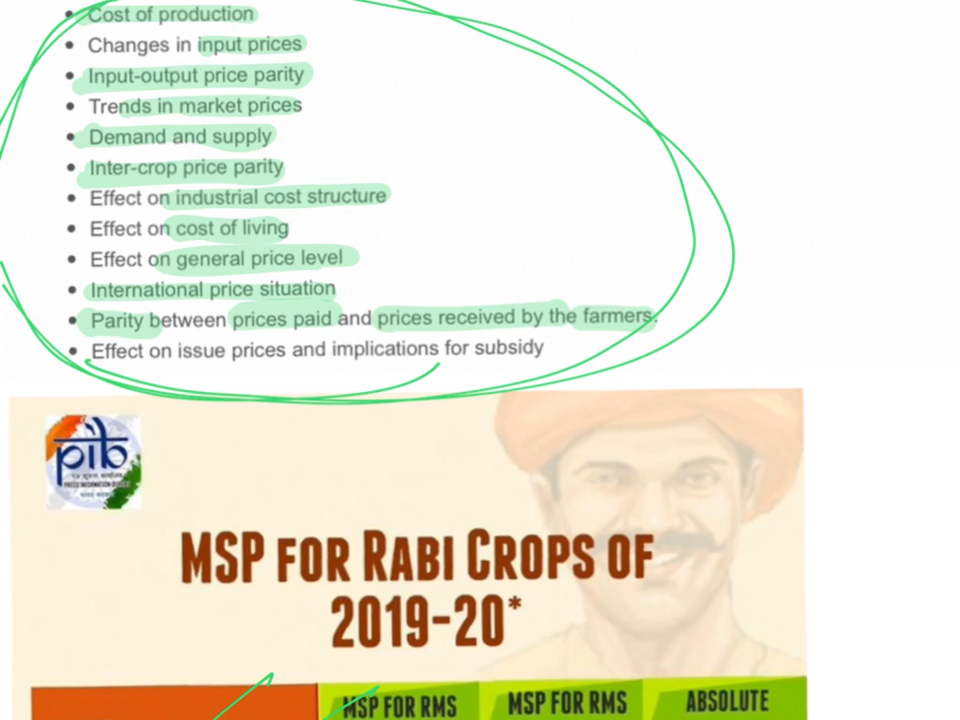 Cost of production
Changes in input prices
Input-output price parity
Trends in market prices
Demand and supply
Inter-crop price parity
Effect on industrial cost structure
Effect on cost of living
Effect on general price level
International price situation
Parity between prices paid and prices received by the farmers.
Effect on issue prices and implications for subsidy
pib
PRESS INFORMATION BUREAU
MSP FOR RABI CROPS OF
2019-20*
MSP FOR RMS
MSP FOR RMS
ABSOLUTE